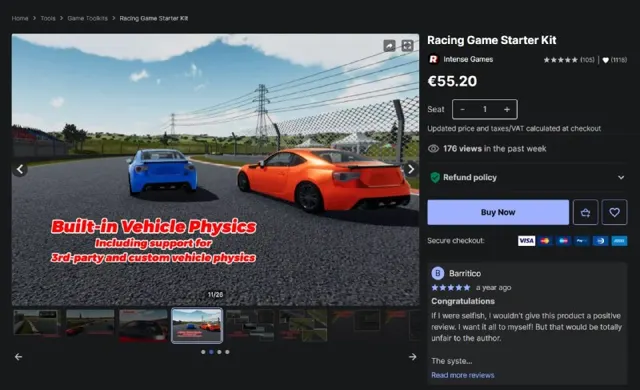 Home › Tools › Game Toolkits › Racing Game Starter Kit
Racing Game Starter Kit
R Intense Games
★★★★★ (105) | ♥ (1115)
€55.20
Seat - 1 +
Updated price and taxes/VAT calculated at checkout
176 views in the past week
Refund policy
Buy Now
Secure checkout: VISA
Built-in Vehicle Physics
Including support for
3rd-party and custom vehicle physics
11/26
B Barritico
★★★★★ a year ago
Congratulations
If I were selfish, I wouldn't give this product a positive
review. I want it all to myself! But that would be totally
unfair to the author.
The syste...
Read more reviews